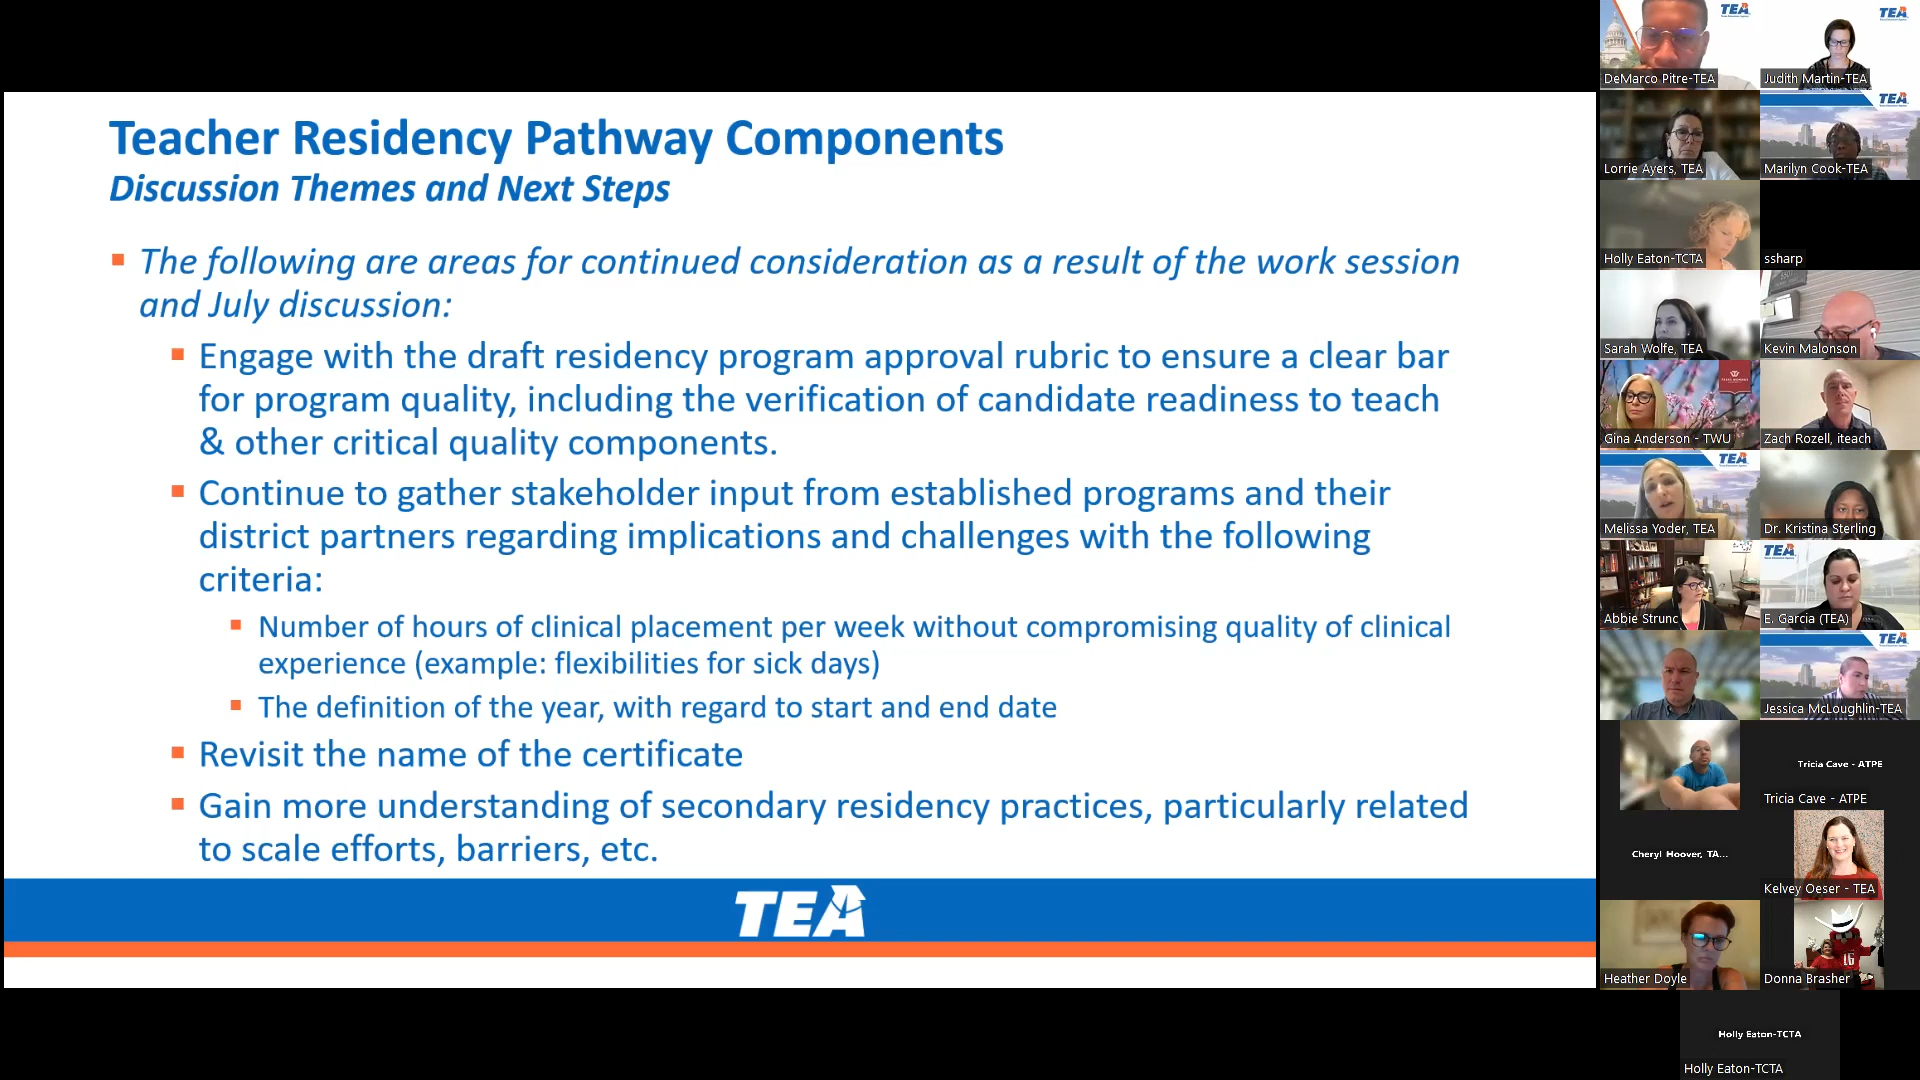 Teacher Residency Pathway Components
Discussion Themes and Next Steps
The following are areas for continued consideration as a result of the work session
and July discussion:
Engage with the draft residency program approval rubric to ensure a clear bar
for program quality, including the verification of candidate readiness to teach
& other critical quality components.
Continue to gather stakeholder input from established programs and their
district partners regarding implications and challenges with the following
criteria:
Number of hours of clinical placement per week without compromising quality of clinical
experience (example: flexibilities for sick days)
The definition of the year, with regard to start and end date
Revisit the name of the certificate
Gain more understanding of secondary residency practices, particularly related
to scale efforts, barriers, etc.
TEA
TEA
DeMarco Pitre-TEA
TEA
Judith Martin-TEA
Lorrie Ayers, TEA
TEA
Marilyn Cook-TEA
Holly Eaton-TCTA
ssharp
Sarah Wolfe, TEA
Kevin Malonson
Gina Anderson - TWU
Zach Rozell, iteach
TEA
Melissa Yoder, TEA
Dr. Kristina Sterling
Abbie Strunc
TEA
E. Garcia (TEA)
TEA
Jessica McLoughlin-TEA
Tricia Cave - ATPE
Tricia Cave - ATPE
Cheryl Hoover, TA...
Kelvey Oeser - TEA
Heather Doyle
16
Donna Brasher
Holly Eaton-TCTA
Holly Eaton-TCTA